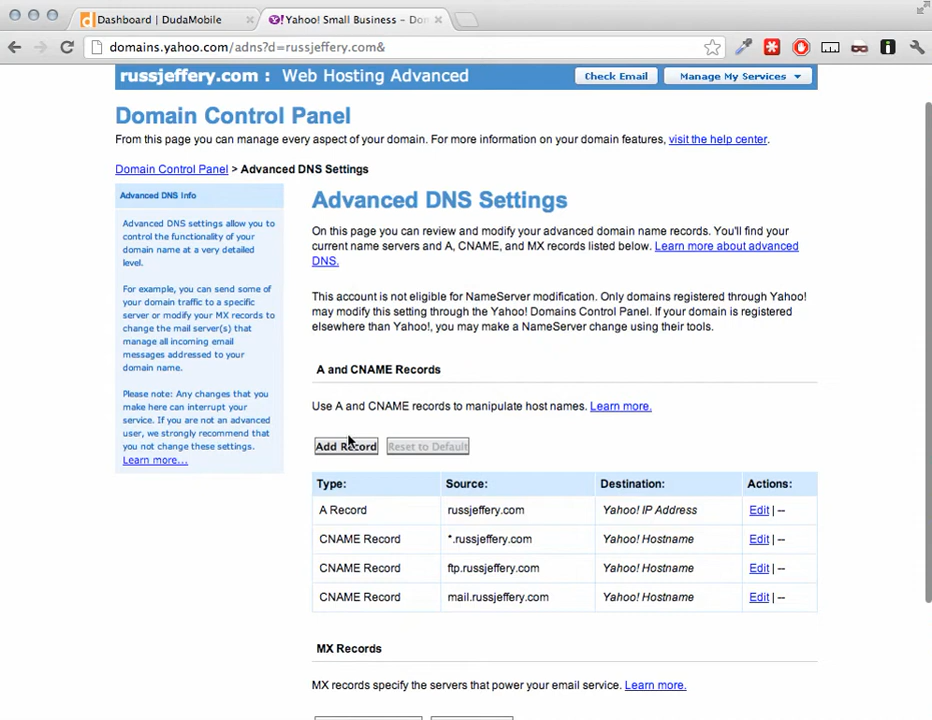 Dashboard | DudaMobile
Yahoo! Small Business – Don
domains.yahoo.com/adns?d=russjeffery.com&
russjeffery.com : Web Hosting Advanced
Check Email
Manage My Services
Domain Control Panel
From this page you can manage every aspect of your domain. For more information on your domain features, visit the help center.
Domain Control Panel > Advanced DNS Settings
Advanced DNS Info
Advanced DNS settings allow you to
control the functionality of your
domain name at a very detailed
level.
For example, you can send some of
your domain traffic to a specific
server or modify your MX records to
change the mail server(s) that
manage all incoming email
messages addressed to your
domain name.
Please note: Any changes that you
make here can interrupt your
service. If you are not an advanced
user, we strongly recommend that
you not change these settings.
Learn more...
Advanced DNS Settings
On this page you can review and modify your advanced domain name records. You'll find your
current name servers and A, CNAME, and MX records listed below. Learn more about advanced
DNS.
This account is not eligible for NameServer modification. Only domains registered through Yahoo!
may modify this setting through the Yahoo! Domains Control Panel. If your domain is registered
elsewhere than Yahoo!, you may make a NameServer change using their tools.
A and CNAME Records
Use A and CNAME records to manipulate host names. Learn more.
Add Record Reset to Default
Type: Source: Destination: Actions:
A Record russjeffery.com Yahoo! IP Address Edit | --
CNAME Record *.russjeffery.com Yahoo! Hostname Edit | --
CNAME Record ftp.russjeffery.com Yahoo! Hostname Edit | --
CNAME Record mail.russjeffery.com Yahoo! Hostname Edit | --
MX Records
MX records specify the servers that power your email service. Learn more.